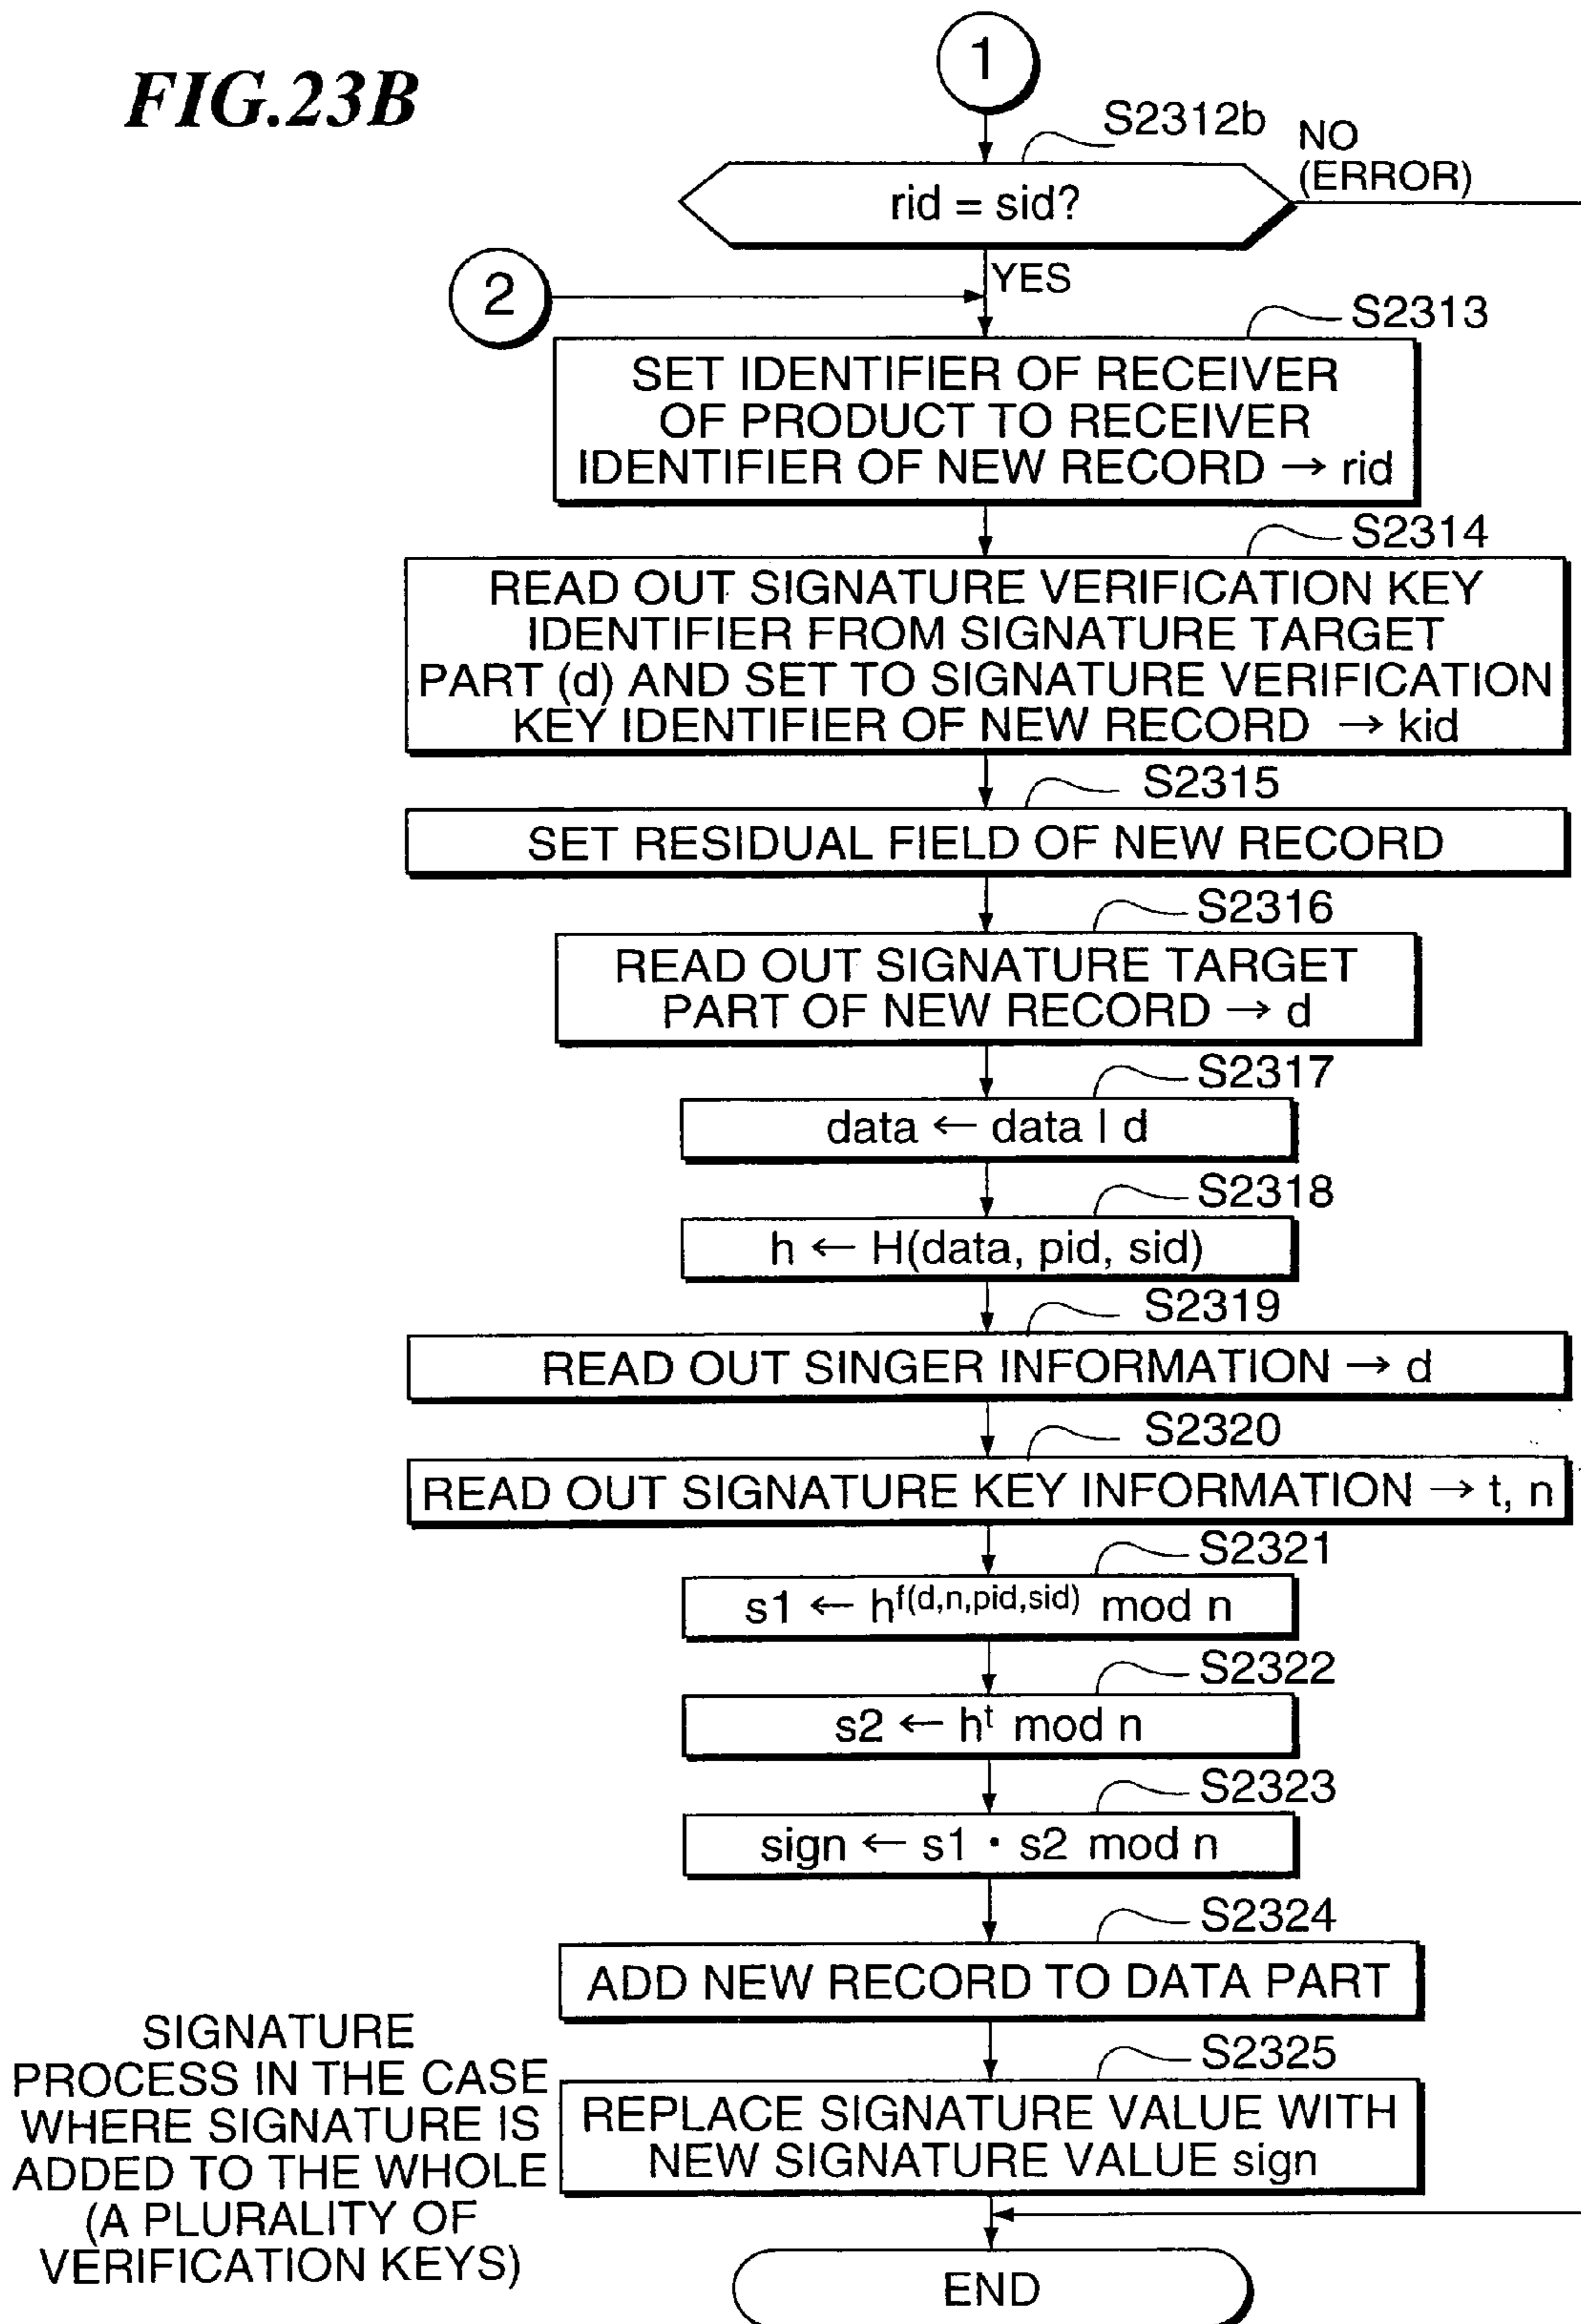 FIG.23B
1
S2312b
NO
(ERROR)
rid = sid?
YES
2
S2313
SET IDENTIFIER OF RECEIVER
OF PRODUCT TO RECEIVER
IDENTIFIER OF NEW RECORD → rid
S2314
READ OUT SIGNATURE VERIFICATION KEY
IDENTIFIER FROM SIGNATURE TARGET
PART (d) AND SET TO SIGNATURE VERIFICATION
KEY IDENTIFIER OF NEW RECORD → kid
S2315
SET RESIDUAL FIELD OF NEW RECORD
S2316
READ OUT SIGNATURE TARGET
PART OF NEW RECORD → d
S2317
data ← data | d
S2318
h ← H(data, pid, sid)
S2319
READ OUT SINGER INFORMATION → d
S2320
READ OUT SIGNATURE KEY INFORMATION → t, n
S2321
s1 ← h^f(d,n,pid,sid) mod n
S2322
s2 ← h^t mod n
S2323
sign ← s1 · s2 mod n
S2324
ADD NEW RECORD TO DATA PART
S2325
REPLACE SIGNATURE VALUE WITH
NEW SIGNATURE VALUE sign
SIGNATURE
PROCESS IN THE CASE
WHERE SIGNATURE IS
ADDED TO THE WHOLE
(A PLURALITY OF
VERIFICATION KEYS)
END